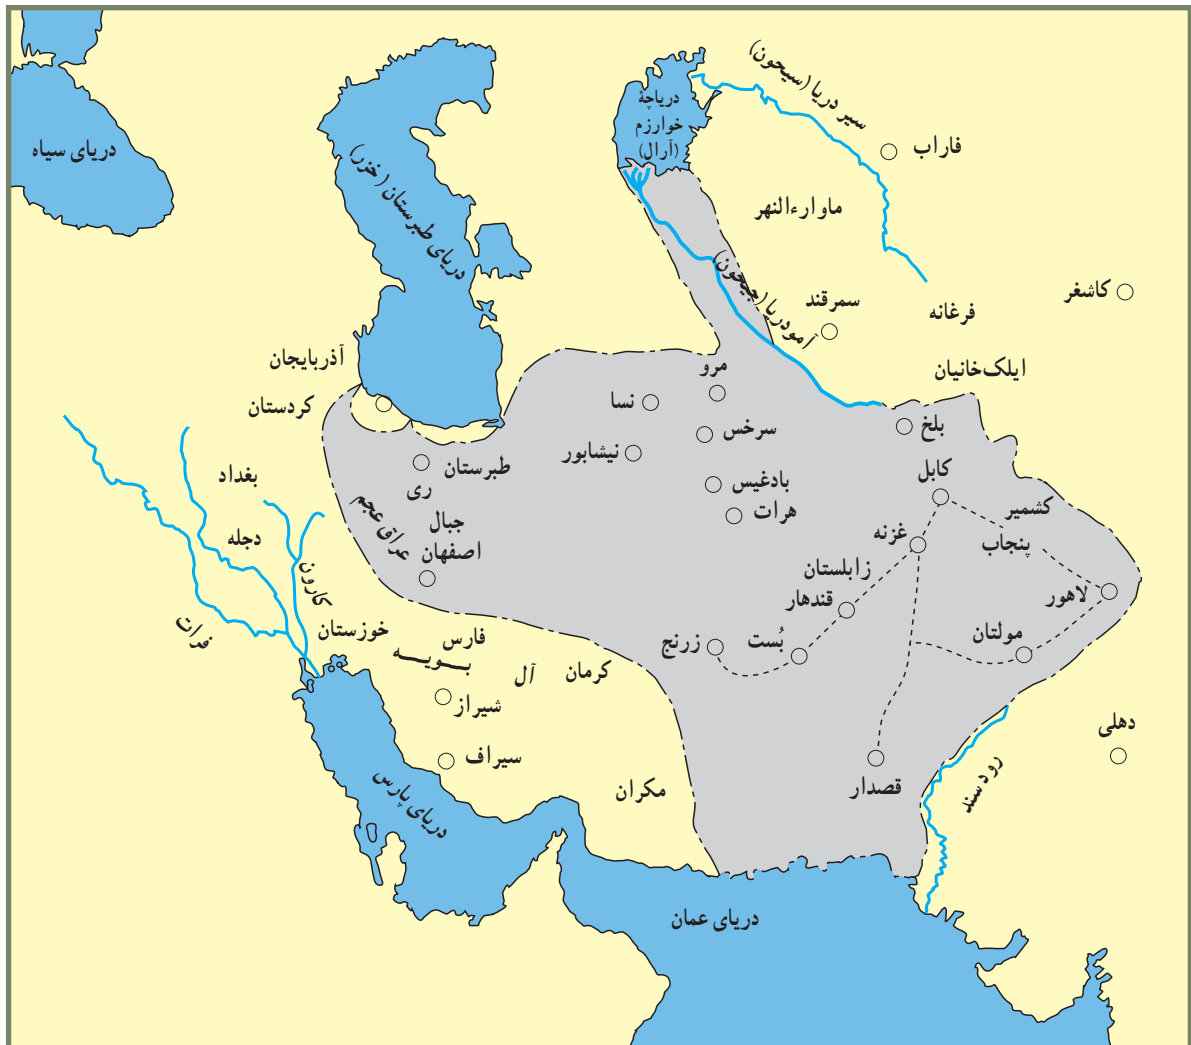 دریاچهٔ
خوارزم
(آرال)
سیر دریا (سیحون)
فاراب
دریای سیاه
دریای طبرستان (خزر)
ماوراءالنهر
آمودریا (جیحون)
سمرقند
فرغانه
کاشغر
ایلک‌خانیان
آذربایجان
کردستان
مرو
نسا
سرخس
بلخ
نیشابور
طبرستان
ری
بغداد
بادغیس
هرات
کابل
کشمیر
پنجاب
عراق عجم
جبال
اصفهان
دجله
غزنه
زابلستان
قندهار
لاهور
کارون
فرات
خوزستان
فارس
آل بـــویـــه
کرمان
زرنج
بُست
مولتان
شیراز
سیراف
دهلی
رود سند
قصدار
مکران
دریای پارس
دریای عمان